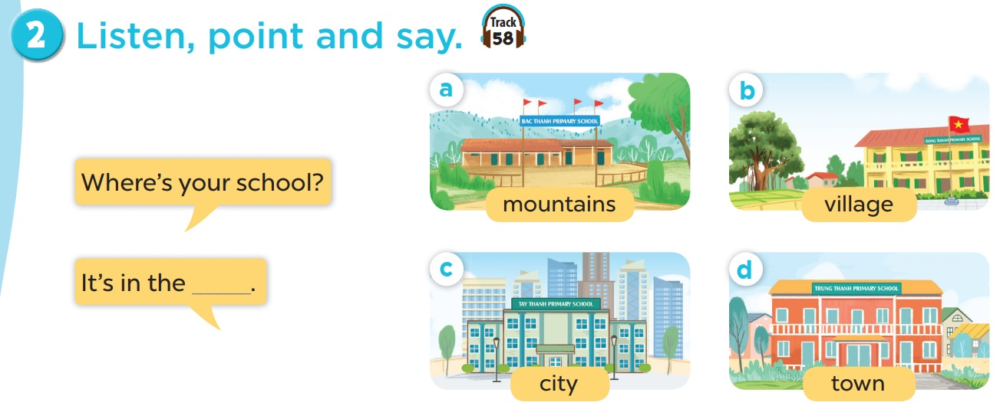 2 Listen, point and say. Track 58
Where's your school?
It's in the ______.
a
BAC THANH PRIMARY SCHOOL
mountains
b
DONG THANH PRIMARY SCHOOL
village
c
TAY THANH PRIMARY SCHOOL
city
d
TRUNG THANH PRIMARY SCHOOL
town